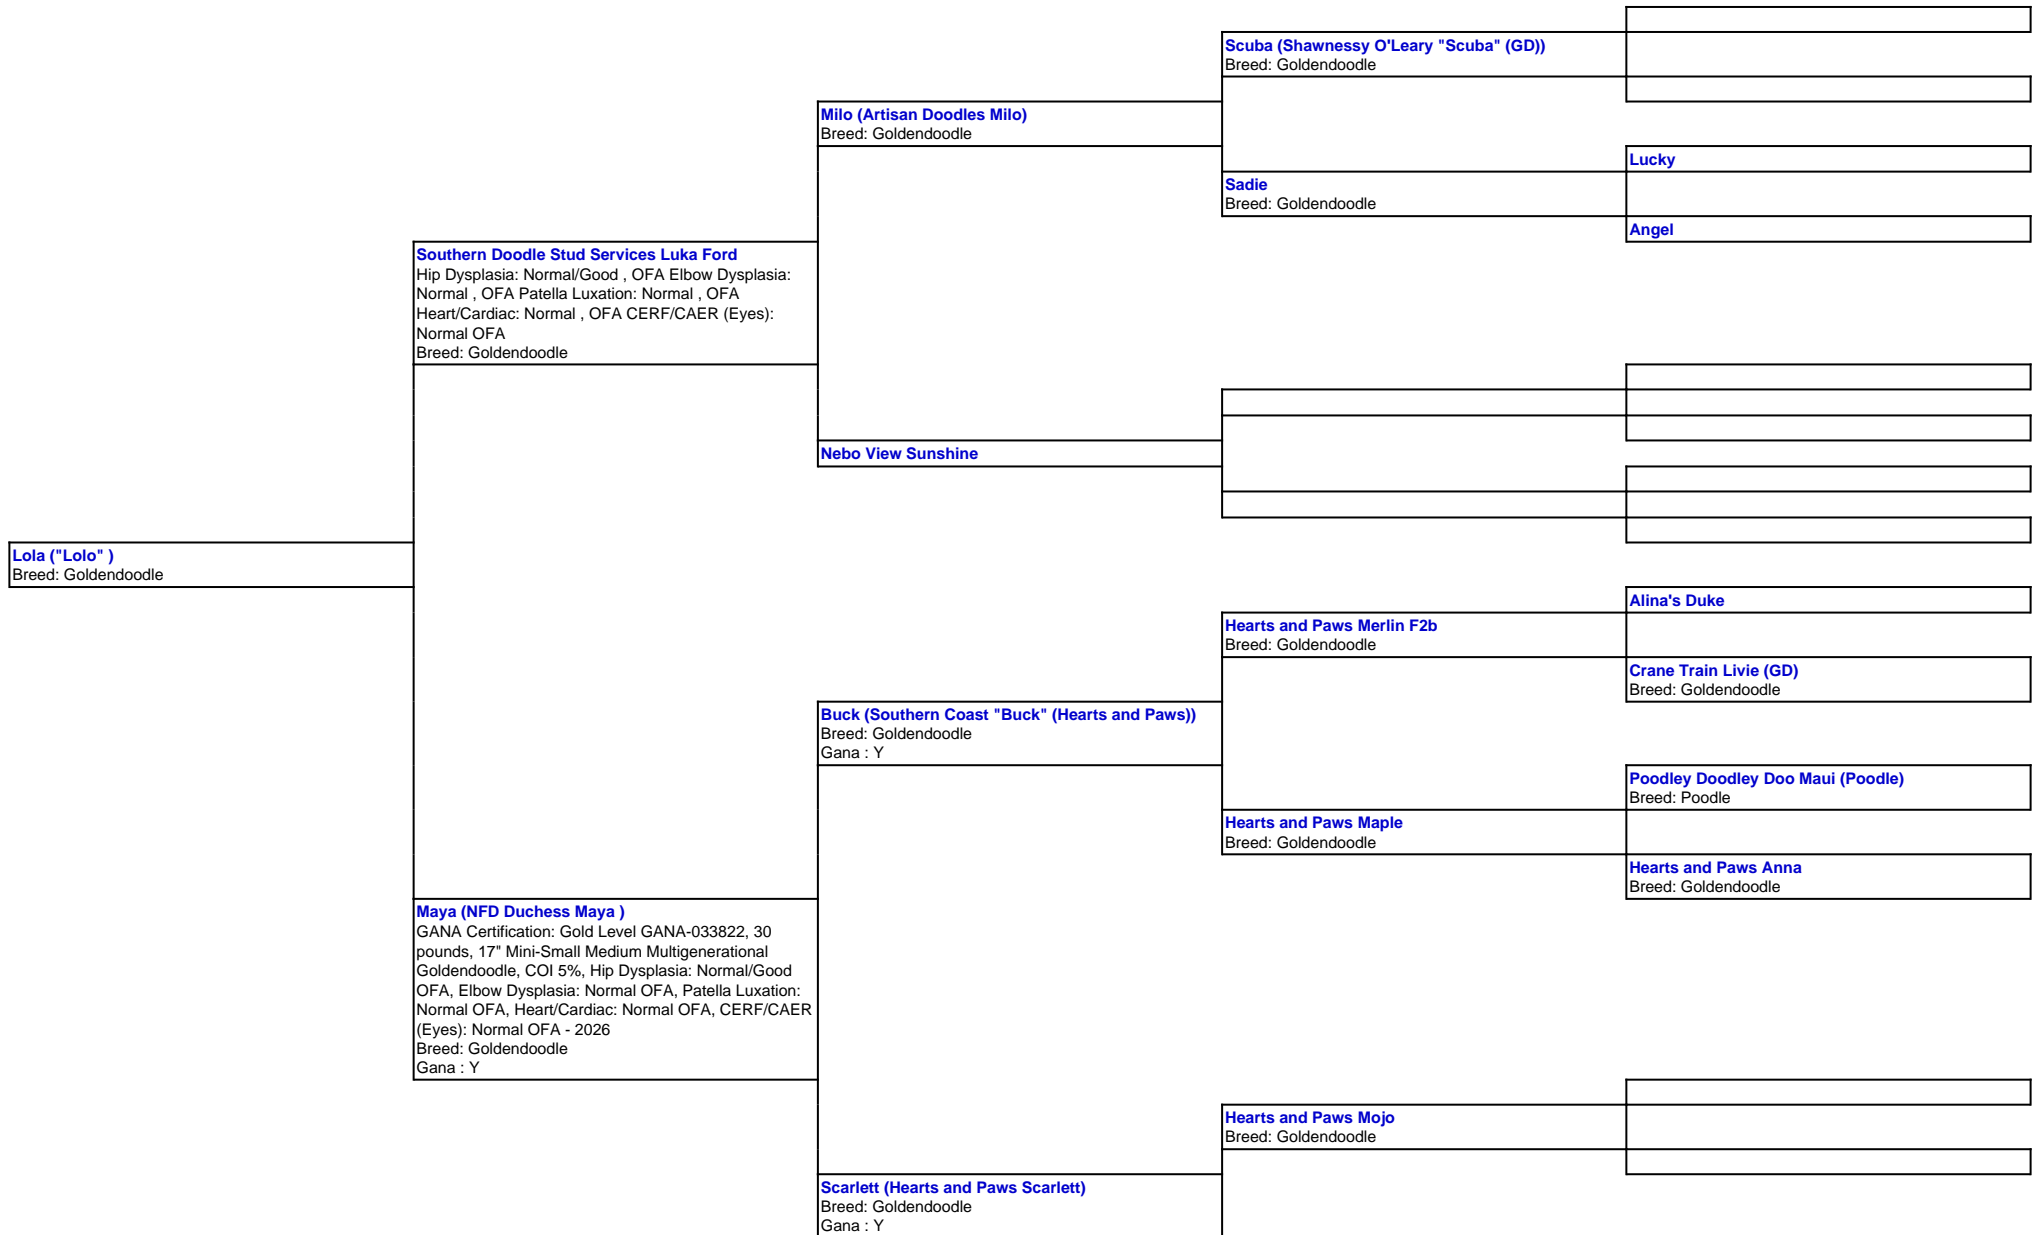 Scuba (Shawnessy O'Leary "Scuba" (GD))
Breed: Goldendoodle
Milo (Artisan Doodles Milo)
Breed: Goldendoodle
Lucky
Sadie
Breed: Goldendoodle
Angel
Southern Doodle Stud Services Luka Ford
Hip Dysplasia: Normal/Good , OFA Elbow Dysplasia:
Normal , OFA Patella Luxation: Normal , OFA
Heart/Cardiac: Normal , OFA CERF/CAER (Eyes):
Normal OFA
Breed: Goldendoodle
Nebo View Sunshine
Lola ("Lolo" )
Breed: Goldendoodle
Alina's Duke
Hearts and Paws Merlin F2b
Breed: Goldendoodle
Crane Train Livie (GD)
Breed: Goldendoodle
Buck (Southern Coast "Buck" (Hearts and Paws))
Breed: Goldendoodle
Gana : Y
Poodley Doodley Doo Maui (Poodle)
Breed: Poodle
Hearts and Paws Maple
Breed: Goldendoodle
Hearts and Paws Anna
Breed: Goldendoodle
Maya (NFD Duchess Maya )
GANA Certification: Gold Level GANA-033822, 30
pounds, 17" Mini-Small Medium Multigenerational
Goldendoodle, COI 5%, Hip Dysplasia: Normal/Good
OFA, Elbow Dysplasia: Normal OFA, Patella Luxation:
Normal OFA, Heart/Cardiac: Normal OFA, CERF/CAER
(Eyes): Normal OFA - 2026
Breed: Goldendoodle
Gana : Y
Hearts and Paws Mojo
Breed: Goldendoodle
Scarlett (Hearts and Paws Scarlett)
Breed: Goldendoodle
Gana : Y